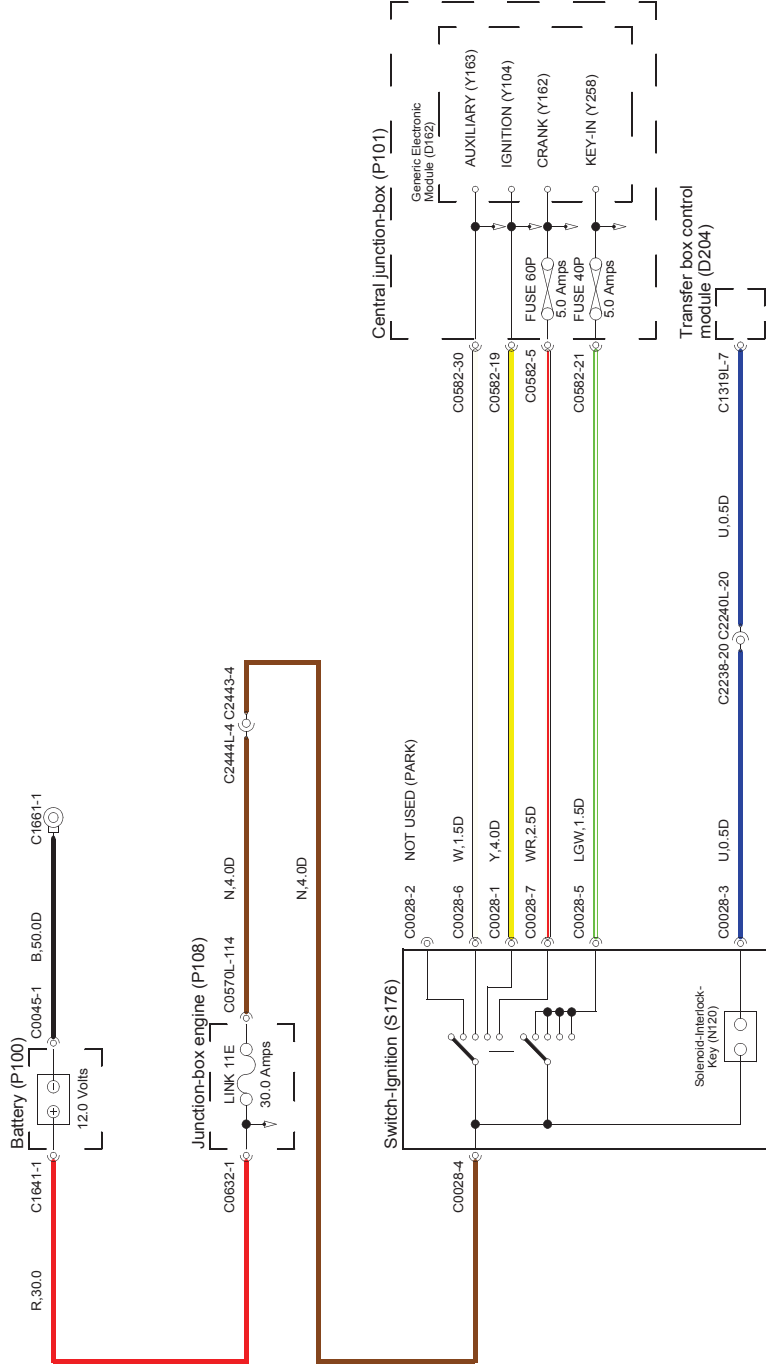 Battery (P100)
12.0 Volts
C1641-1
R,30.0
C0045-1
B,50.0D
C1661-1
Junction-box engine (P108)
LINK 11E
30.0 Amps
C0632-1
C0570L-114
N,4.0D
C2444L-4
C2443-4
N,4.0D
Switch-Ignition (S176)
C0028-4
Solenoid-Interlock-
Key (N120)
C0028-2
NOT USED (PARK)
C0028-6
W,1.5D
C0582-30
C0028-1
Y,4.0D
C0582-19
C0028-7
WR,2.5D
C0582-5
C0028-5
LGW,1.5D
C0582-21
C0028-3
U,0.5D
C2238-20
C2240L-20
U,0.5D
C1319L-7
Central junction-box (P101)
Generic Electronic
Module (D162)
AUXILIARY (Y163)
IGNITION (Y104)
CRANK (Y162)
KEY-IN (Y258)
FUSE 60P
5.0 Amps
FUSE 40P
5.0 Amps
Transfer box control
module (D204)